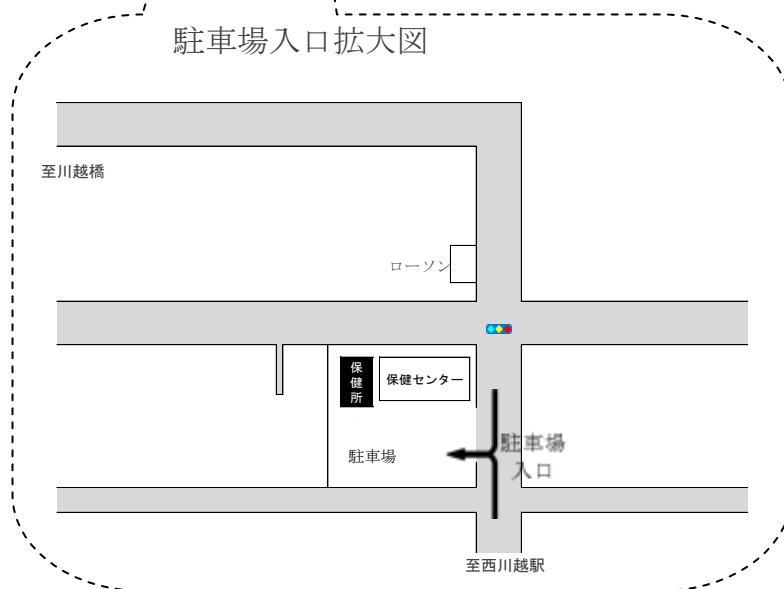 駐車場入口拡大図
至川越橋
ローソン
保健所
保健センター
駐車場
駐車場
入口
至西川越駅